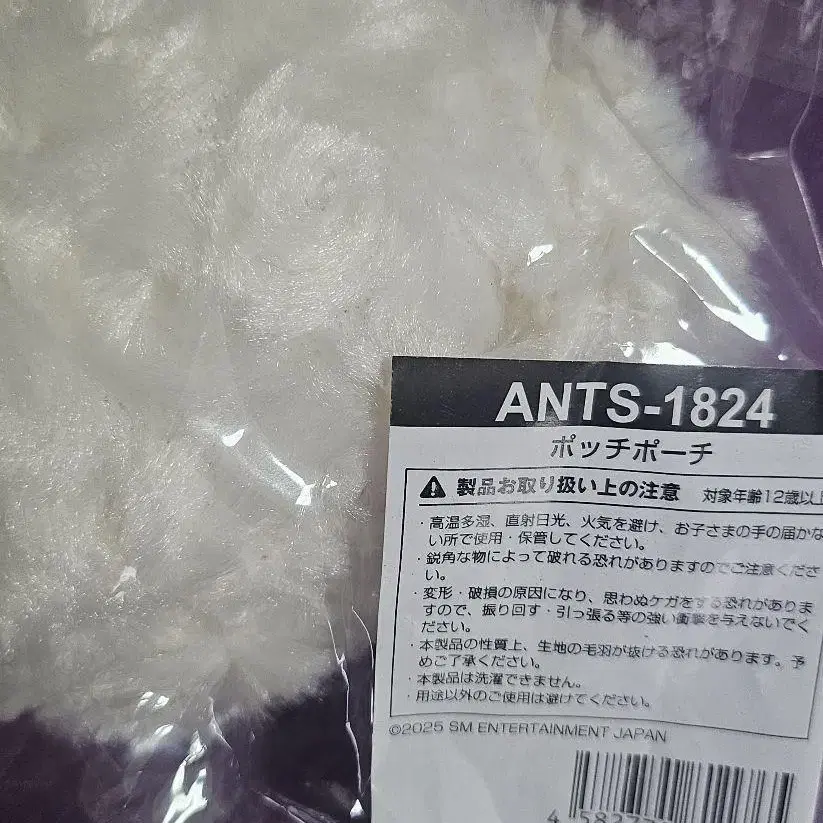 ANTS-1824
ポッチポーチ
製品お取り扱い上の注意 対象年齢12歳以上
・高温多湿、直射日光、火気を避け、お子さまの手の届かな
い所で使用・保管してください。
・鋭角な物によって破れる恐れがありますのでご注意くださ
い。
・変形・破損の原因になり、思わぬケガをする恐れがありま
すので、振り回す・引っ張る等の強い衝撃を与えないでく
ださい。
・本製品の性質上、生地の毛羽が抜ける恐れがあります。予
めご了承ください。
・本製品は洗濯できません。
・用途以外のご使用は避けてください。
©2025 SM ENTERTAINMENT JAPAN
4 58277